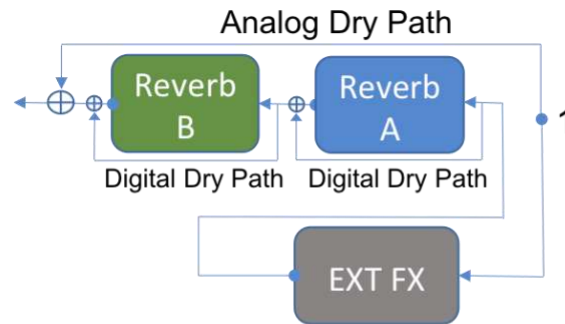 Analog Dry Path
Reverb
B
Reverb
A
Digital Dry Path
Digital Dry Path
EXT FX